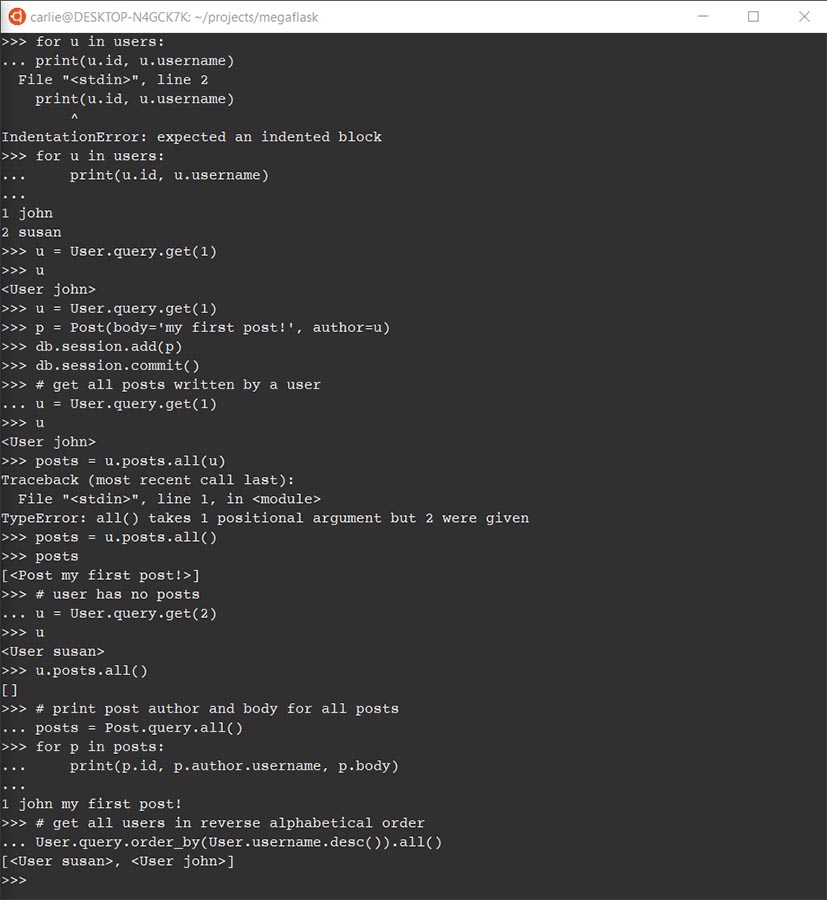 carlie@DESKTOP-N4GCK7K: ~/projects/megaflask
>>> for u in users:
... print(u.id, u.username)
  File "<stdin>", line 2
    print(u.id, u.username)
        ^
IndentationError: expected an indented block
>>> for u in users:
...     print(u.id, u.username)
...
1 john
2 susan
>>> u = User.query.get(1)
>>> u
<User john>
>>> u = User.query.get(1)
>>> p = Post(body='my first post!', author=u)
>>> db.session.add(p)
>>> db.session.commit()
>>> # get all posts written by a user
... u = User.query.get(1)
>>> u
<User john>
>>> posts = u.posts.all(u)
Traceback (most recent call last):
  File "<stdin>", line 1, in <module>
TypeError: all() takes 1 positional argument but 2 were given
>>> posts = u.posts.all()
>>> posts
[<Post my first post!>]
>>> # user has no posts
... u = User.query.get(2)
>>> u
<User susan>
>>> u.posts.all()
[]
>>> # print post author and body for all posts
... posts = Post.query.all()
>>> for p in posts:
...     print(p.id, p.author.username, p.body)
...
1 john my first post!
>>> # get all users in reverse alphabetical order
... User.query.order_by(User.username.desc()).all()
[<User susan>, <User john>]
>>>